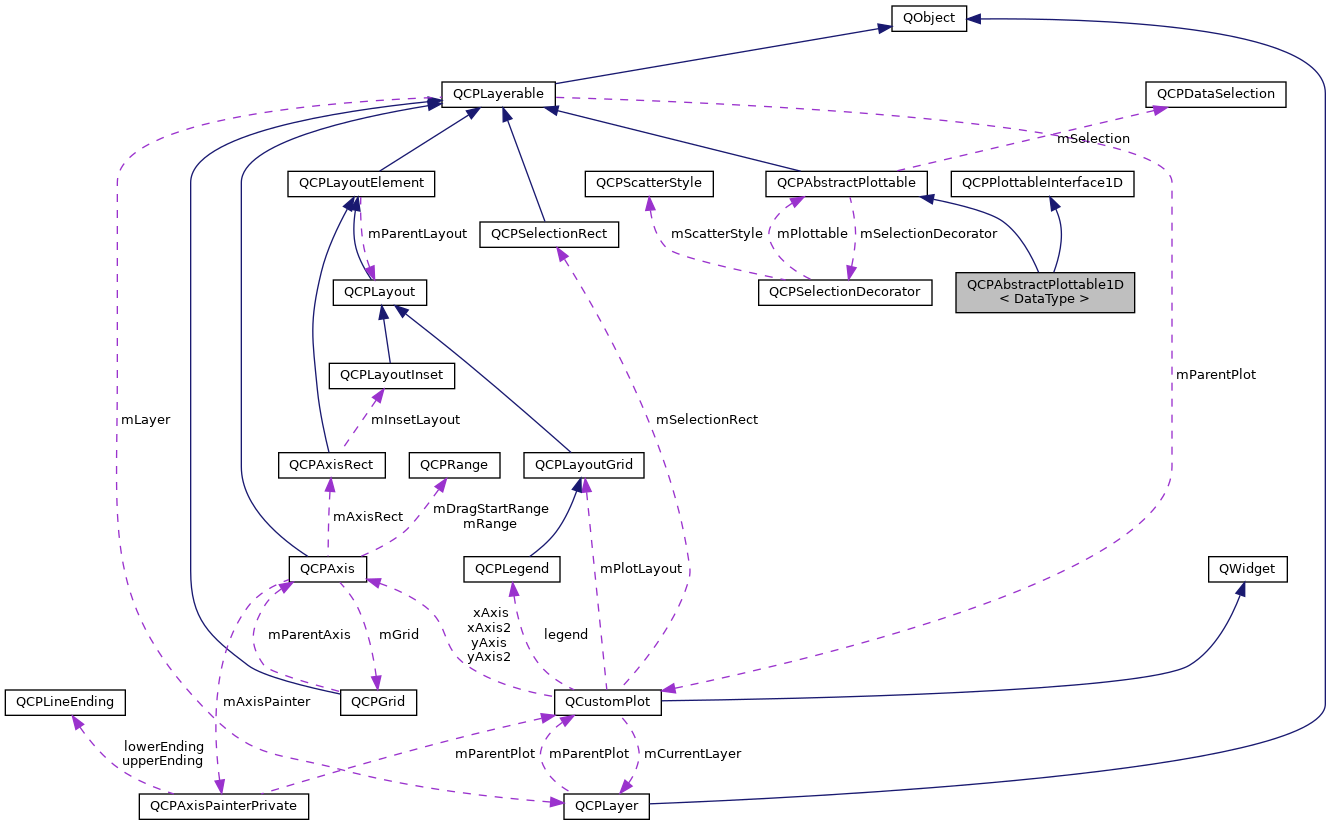 QObject
QCPLayerable
QCPDataSelection
mSelection
QCPLayoutElement
QCPScatterStyle
QCPAbstractPlottable
QCPPlottableInterface1D
mParentLayout
QCPSelectionRect
mScatterStyle
mPlottable
mSelectionDecorator
QCPLayout
QCPSelectionDecorator
QCPAbstractPlottable1D
< DataType >
QCPLayoutInset
mParentPlot
mLayer
mInsetLayout
mSelectionRect
QCPAxisRect
QCPRange
QCPLayoutGrid
mAxisRect
mDragStartRange
mRange
QCPAxis
QCPLegend
mPlotLayout
QWidget
xAxis
xAxis2
yAxis
yAxis2
mParentAxis
mGrid
legend
QCPLineEnding
mAxisPainter
QCPGrid
QCustomPlot
lowerEnding
upperEnding
mParentPlot
mParentPlot
mCurrentLayer
QCPAxisPainterPrivate
QCPLayer